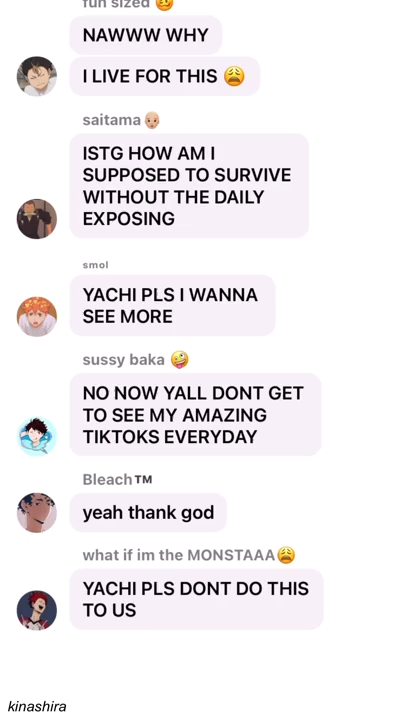 fun sized 🥴
NAWWW WHY
I LIVE FOR THIS 😩
saitama👨🏼‍🦲
ISTG HOW AM I
SUPPOSED TO SURVIVE
WITHOUT THE DAILY
EXPOSING
smol
YACHI PLS I WANNA
SEE MORE
sussy baka 🤪
NO NOW YALL DONT GET
TO SEE MY AMAZING
TIKTOKS EVERYDAY
Bleach™️
yeah thank god
what if im the MONSTAAA😩
YACHI PLS DONT DO THIS
TO US
kinashira